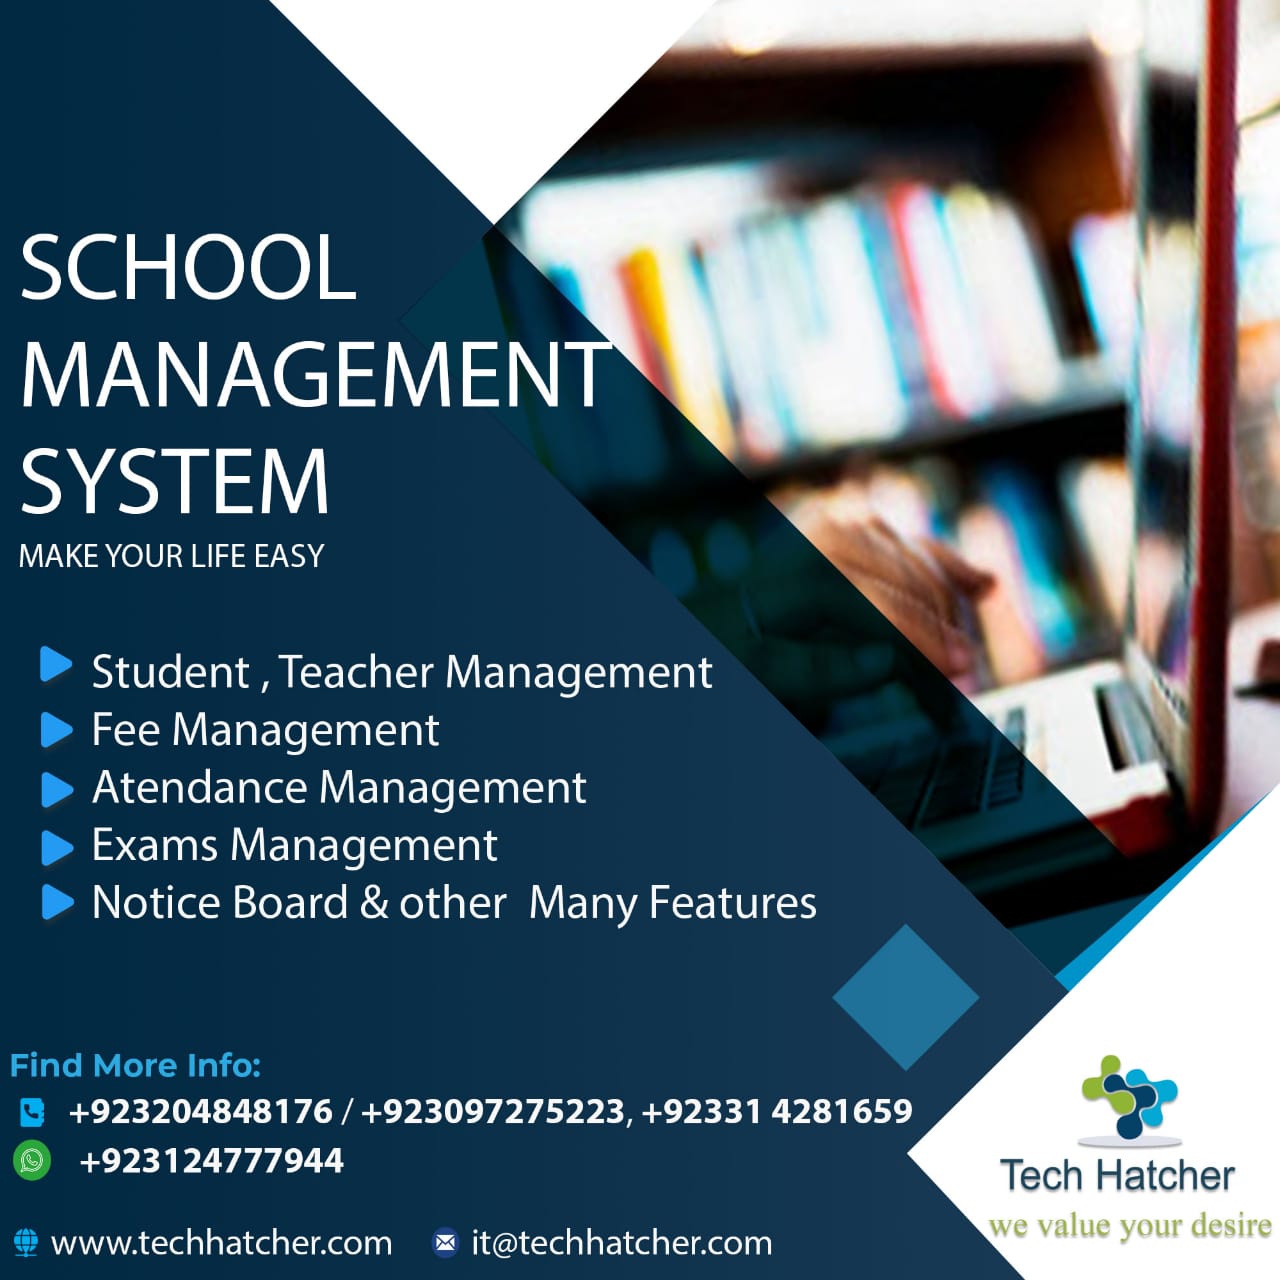 SCHOOL
MANAGEMENT
SYSTEM
MAKE YOUR LIFE EASY
Student , Teacher Management
Fee Management
Atendance Management
Exams Management
Notice Board & other  Many Features
Find More Info:
+923204848176 / +923097275223, +92331 4281659
+923124777944
www.techhatcher.com it@techhatcher.com
Tech Hatcher
we value your desire